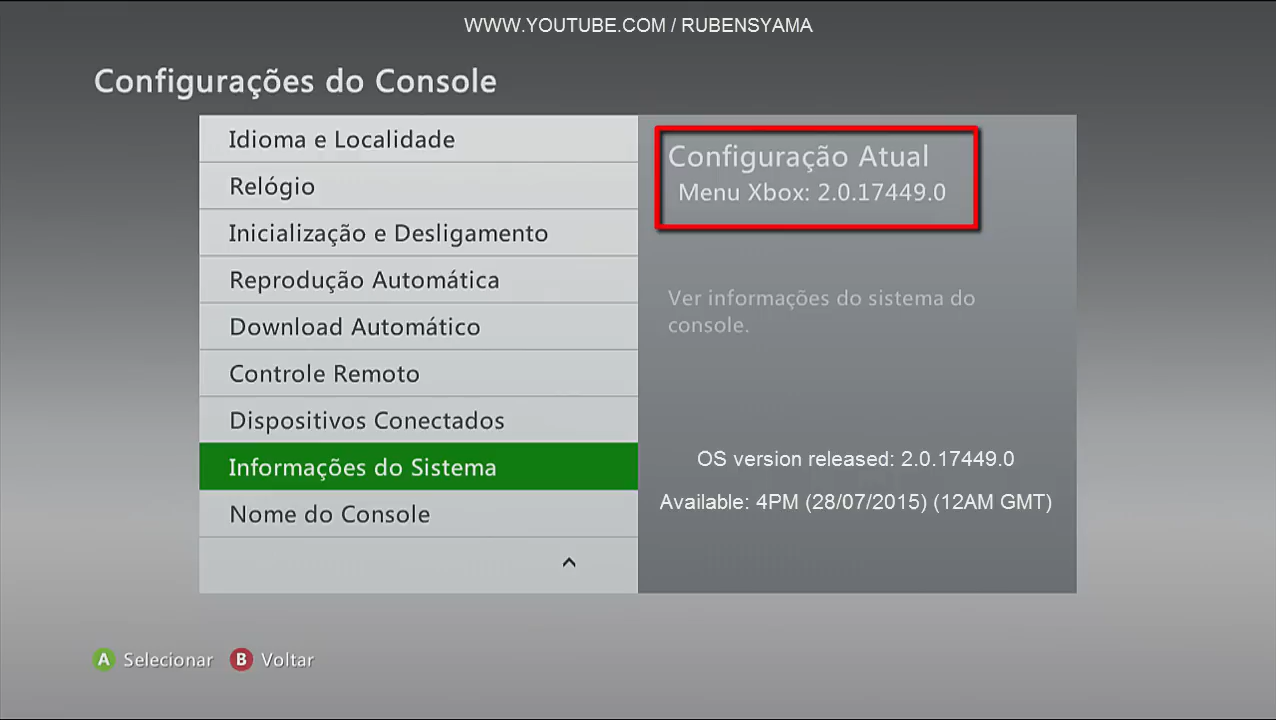 WWW.YOUTUBE.COM / RUBENSYAMA
Configurações do Console
Idioma e Localidade
Relógio
Inicialização e Desligamento
Reprodução Automática
Download Automático
Controle Remoto
Dispositivos Conectados
Informações do Sistema
Nome do Console
Configuração Atual
Menu Xbox: 2.0.17449.0
Ver informações do sistema do
console.
OS version released: 2.0.17449.0
Available: 4PM (28/07/2015) (12AM GMT)
A Selecionar B Voltar